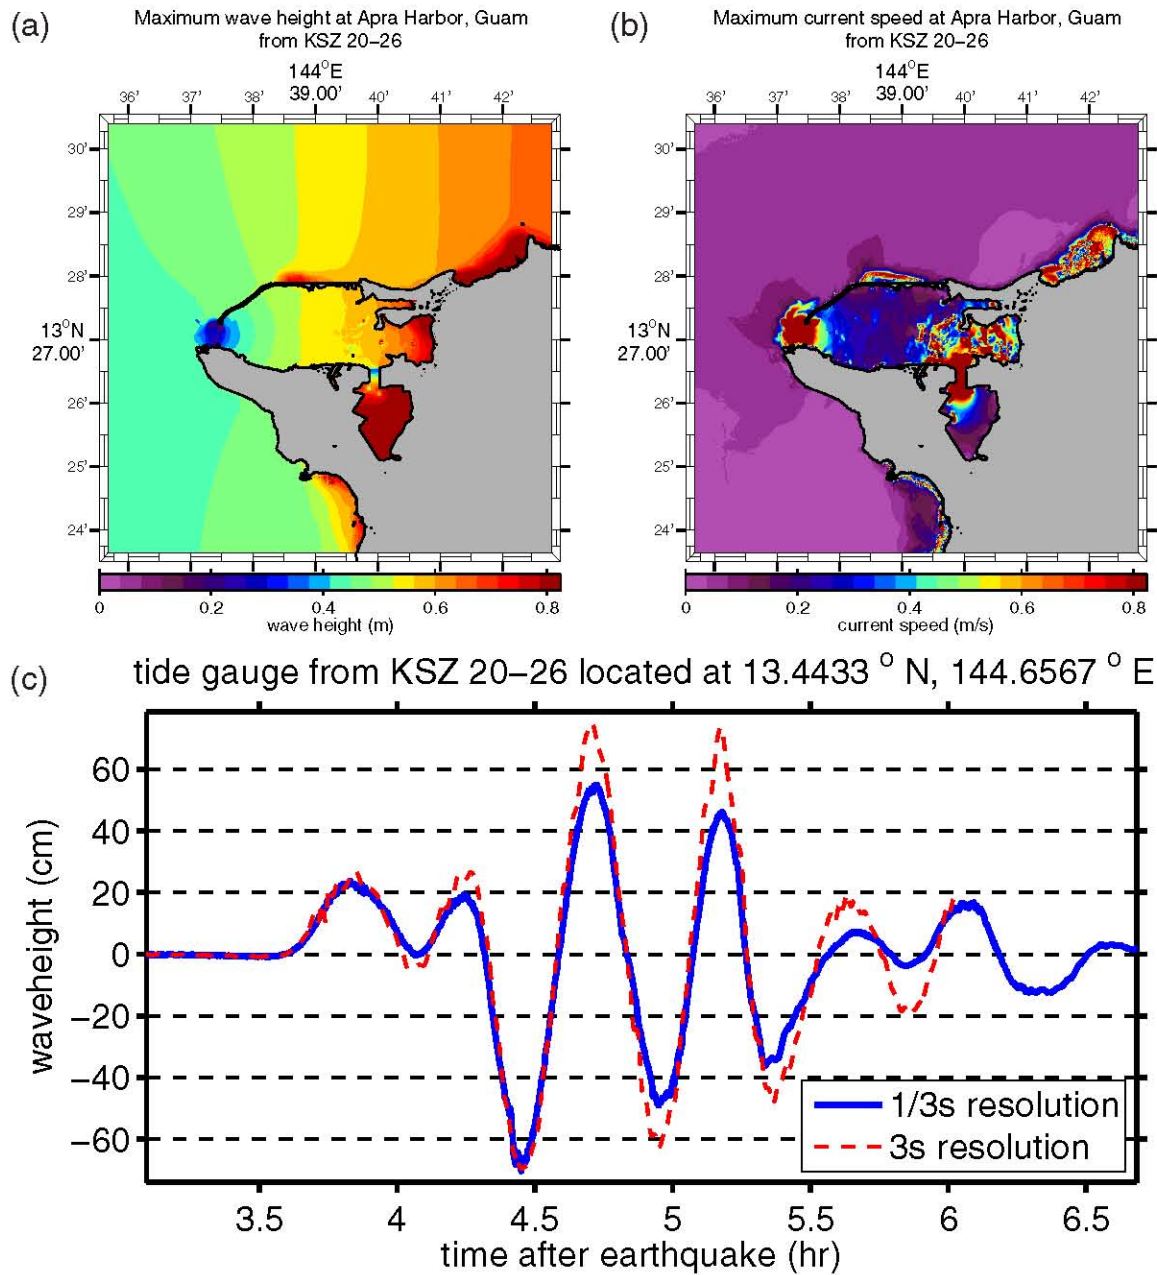 (a)
Maximum wave height at Apra Harbor, Guam
from KSZ 20–26
144°E
39.00'
36' 37' 38' 40' 41' 42'
30'
29'
28'
13°N
27.00'
26'
25'
24'
0 0.2 0.4 0.6 0.8
wave height (m)
(b)
Maximum current speed at Apra Harbor, Guam
from KSZ 20–26
144°E
39.00'
36' 37' 38' 40' 41' 42'
30'
29'
28'
13°N
27.00'
26'
25'
24'
0 0.2 0.4 0.6 0.8
current speed (m/s)
(c)
tide gauge from KSZ 20–26 located at 13.4433 ° N, 144.6567 ° E
60
40
20
0
−20
−40
−60
waveheight (cm)
1/3s resolution
3s resolution
3.5 4 4.5 5 5.5 6 6.5
time after earthquake (hr)